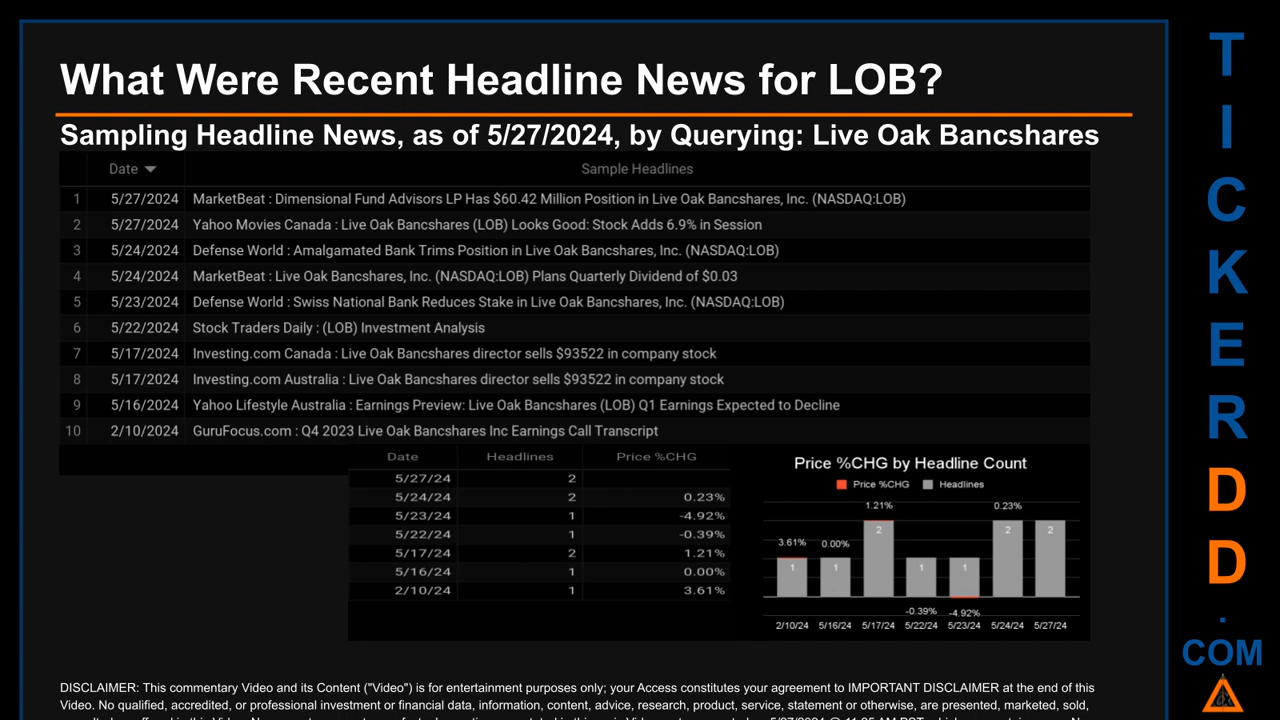 What Were Recent Headline News for LOB?
Sampling Headline News, as of 5/27/2024, by Querying: Live Oak Bancshares
Date Sample Headlines
1 5/27/2024 MarketBeat : Dimensional Fund Advisors LP Has $60.42 Million Position in Live Oak Bancshares, Inc. (NASDAQ:LOB)
2 5/27/2024 Yahoo Movies Canada : Live Oak Bancshares (LOB) Looks Good: Stock Adds 6.9% in Session
3 5/24/2024 Defense World : Amalgamated Bank Trims Position in Live Oak Bancshares, Inc. (NASDAQ:LOB)
4 5/24/2024 MarketBeat : Live Oak Bancshares, Inc. (NASDAQ:LOB) Plans Quarterly Dividend of $0.03
5 5/23/2024 Defense World : Swiss National Bank Reduces Stake in Live Oak Bancshares, Inc. (NASDAQ:LOB)
6 5/22/2024 Stock Traders Daily : (LOB) Investment Analysis
7 5/17/2024 Investing.com Canada : Live Oak Bancshares director sells $93522 in company stock
8 5/17/2024 Investing.com Australia : Live Oak Bancshares director sells $93522 in company stock
9 5/16/2024 Yahoo Lifestyle Australia : Earnings Preview: Live Oak Bancshares (LOB) Q1 Earnings Expected to Decline
10 2/10/2024 GuruFocus.com : Q4 2023 Live Oak Bancshares Inc Earnings Call Transcript
Date Headlines Price %CHG
5/27/24 2
5/24/24 2 0.23%
5/23/24 1 -4.92%
5/22/24 1 -0.39%
5/17/24 2 1.21%
5/16/24 1 0.00%
2/10/24 1 3.61%
Price %CHG by Headline Count
Price %CHG Headlines
3.61% 0.00% 1.21% 0.23%
1 1 2 1 1 2 2
-0.39% -4.92%
2/10/24 5/16/24 5/17/24 5/22/24 5/23/24 5/24/24 5/27/24
DISCLAIMER: This commentary Video and its Content ("Video") is for entertainment purposes only; your Access constitutes your agreement to IMPORTANT DISCLAIMER at the end of this
Video. No qualified, accredited, or professional investment or financial data, information, content, advice, research, product, service, statement or otherwise, are presented, marketed, sold,
T
I
C
K
E
R
D
D
.
COM